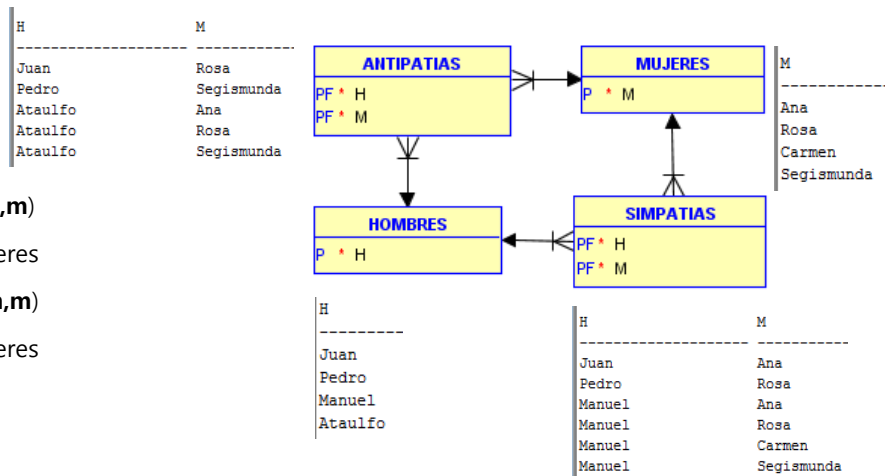 H M
Juan Rosa
Pedro Segismunda
Ataulfo Ana
Ataulfo Rosa
Ataulfo Segismunda
ANTIPATIAS
PF * H
PF * M
MUJERES
P * M
M
Ana
Rosa
Carmen
Segismunda
,m)
eres
,m)
eres
HOMBRES
P * H
SIMPATIAS
PF * H
PF * M
H
Juan
Pedro
Manuel
Ataulfo
H M
Juan Ana
Pedro Rosa
Manuel Ana
Manuel Rosa
Manuel Carmen
Manuel Segismunda